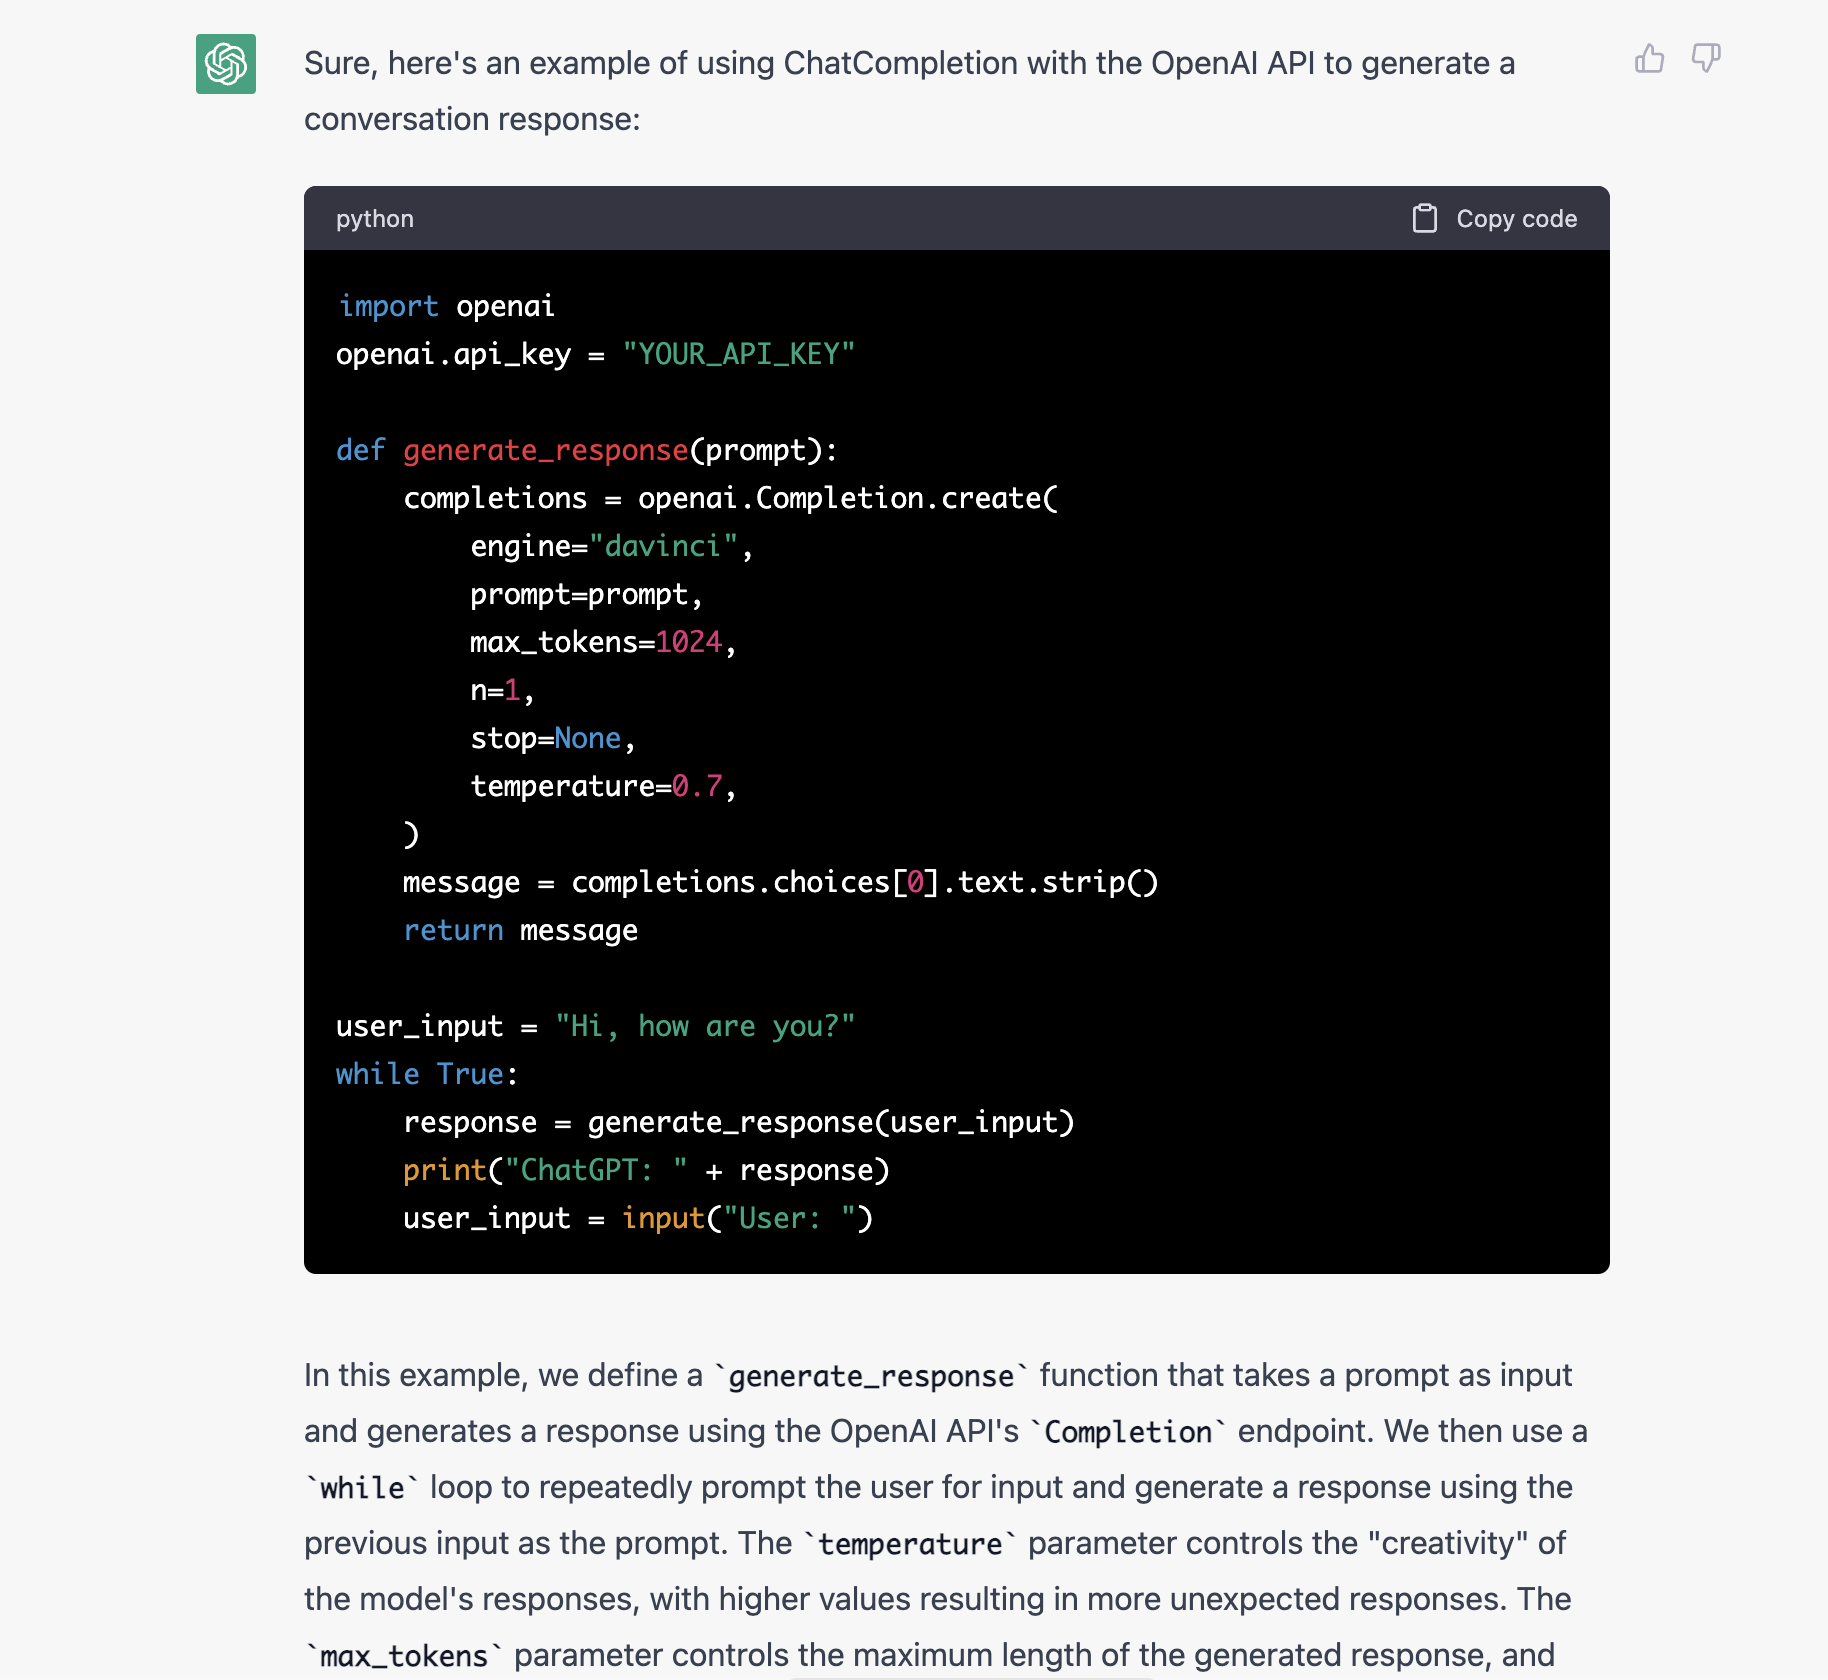 Sure, here's an example of using ChatCompletion with the OpenAI API to generate a
conversation response:
python
Copy code
import openai
openai.api_key = "YOUR_API_KEY"
def generate_response(prompt):
    completions = openai.Completion.create(
        engine="davinci",
        prompt=prompt,
        max_tokens=1024,
        n=1,
        stop=None,
        temperature=0.7,
    )
    message = completions.choices[0].text.strip()
    return message
user_input = "Hi, how are you?"
while True:
    response = generate_response(user_input)
    print("ChatGPT: " + response)
    user_input = input("User: ")
In this example, we define a `generate_response` function that takes a prompt as input
and generates a response using the OpenAI API's `Completion` endpoint. We then use a
`while` loop to repeatedly prompt the user for input and generate a response using the
previous input as the prompt. The `temperature` parameter controls the "creativity" of
the model's responses, with higher values resulting in more unexpected responses. The
`max_tokens` parameter controls the maximum length of the generated response, and